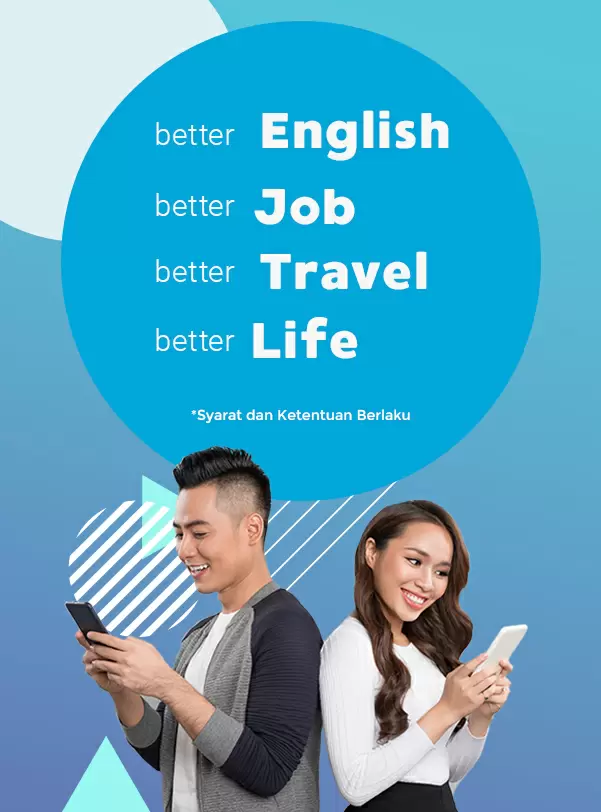 better English
better Job
better Travel
better Life
*Syarat dan Ketentuan Berlaku